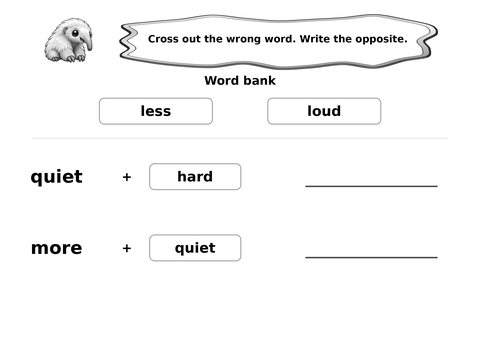 Cross out the wrong word. Write the opposite.
Word bank
less loud
quiet + hard
more + quiet